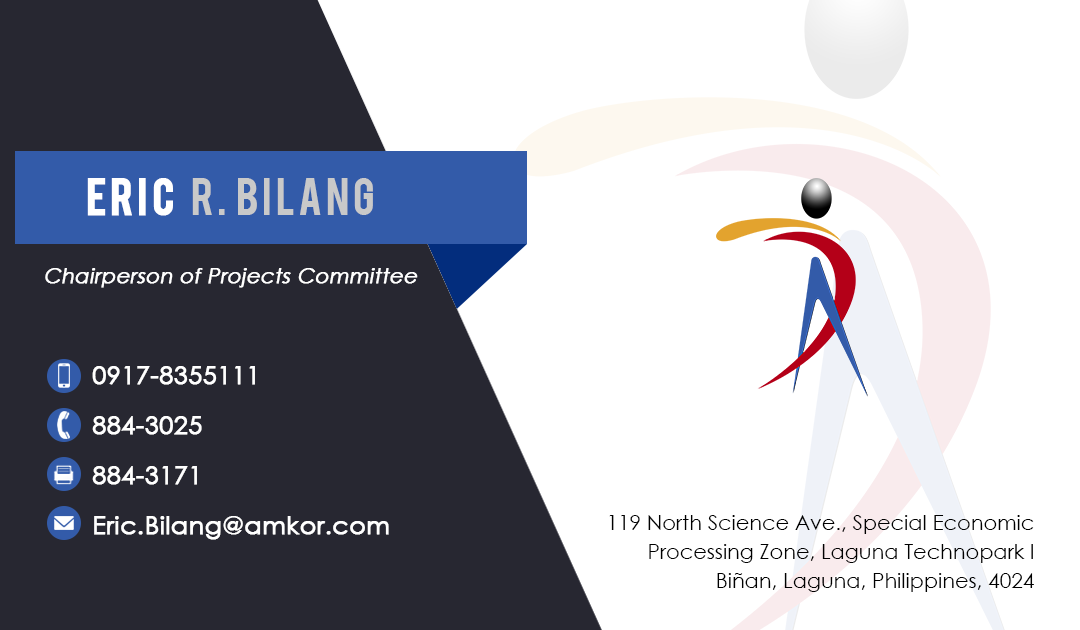 ERIC R. BILANG
Chairperson of Projects Committee
0917-8355111
884-3025
884-3171
Eric.Bilang@amkor.com
119 North Science Ave., Special Economic
Processing Zone, Laguna Technopark I
Biñan, Laguna, Philippines, 4024